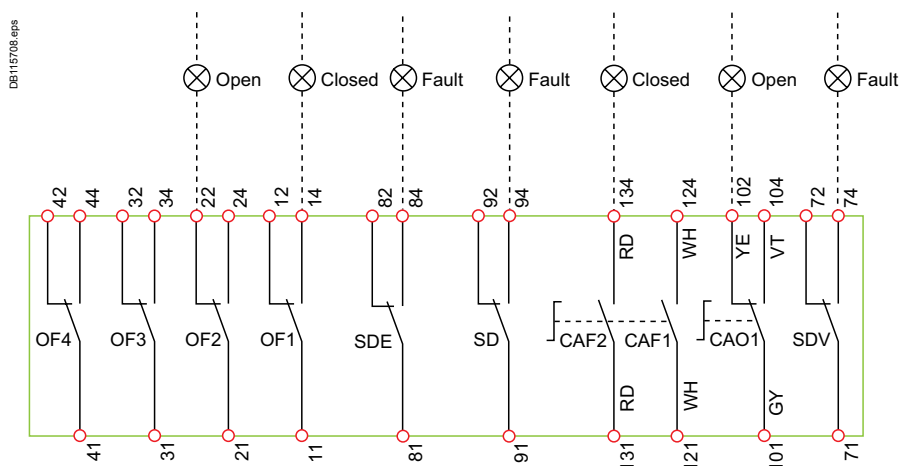 DB115708.eps
Open Closed Fault Fault Closed Open Fault
42 44 32 34 22 24 12 14 82 84 92 94 134 124 102 104 72 74
RD WH YE VT
OF4 OF3 OF2 OF1 SDE SD CAF2 CAF1 CAO1 SDV
RD WH GY
41 31 21 11 81 91 131 121 101 71